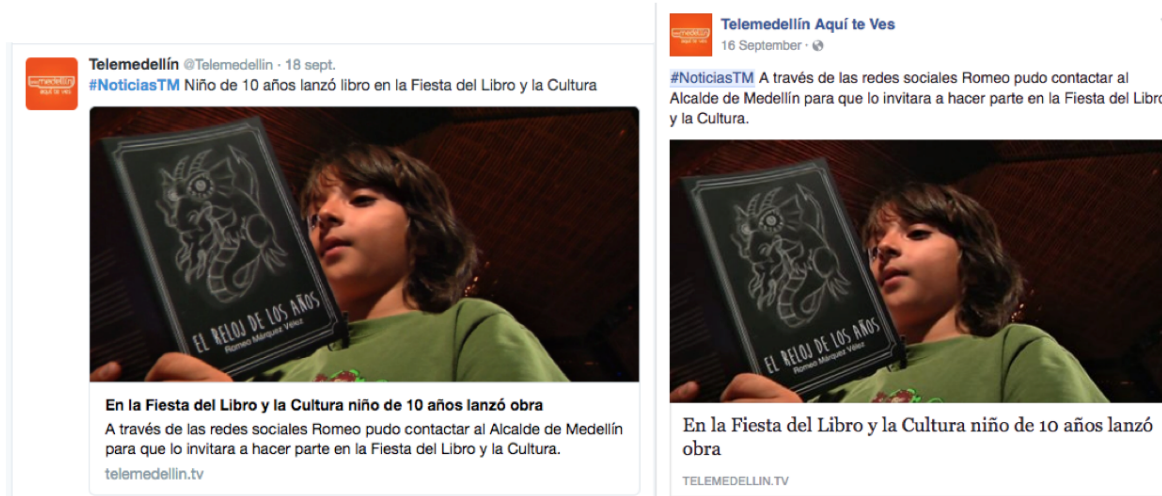 Telemedellín @Telemedellin · 18 sept.
#NoticiasTM Niño de 10 años lanzó libro en la Fiesta del Libro y la Cultura
EL RELOJ DE LOS AÑOS
Romeo Márquez Vélez
En la Fiesta del Libro y la Cultura niño de 10 años lanzó obra
A través de las redes sociales Romeo pudo contactar al Alcalde de Medellín
para que lo invitara a hacer parte en la Fiesta del Libro y la Cultura.
telemedellin.tv
Telemedellín Aquí te Ves
16 September ·
#NoticiasTM A través de las redes sociales Romeo pudo contactar al
Alcalde de Medellín para que lo invitara a hacer parte en la Fiesta del Libro
y la Cultura.
EL RELOJ DE LOS AÑOS
Romeo Márquez Vélez
En la Fiesta del Libro y la Cultura niño de 10 años lanzó
obra
TELEMEDELLIN.TV